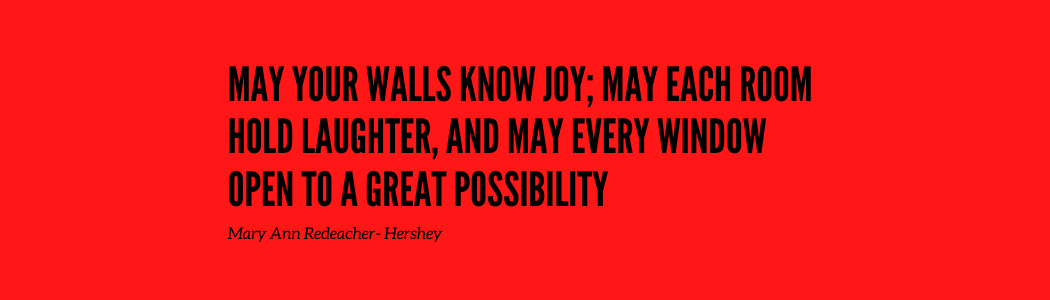 MAY YOUR WALLS KNOW JOY; MAY EACH ROOM
HOLD LAUGHTER, AND MAY EVERY WINDOW
OPEN TO A GREAT POSSIBILITY
Mary Ann Redeacher- Hershey